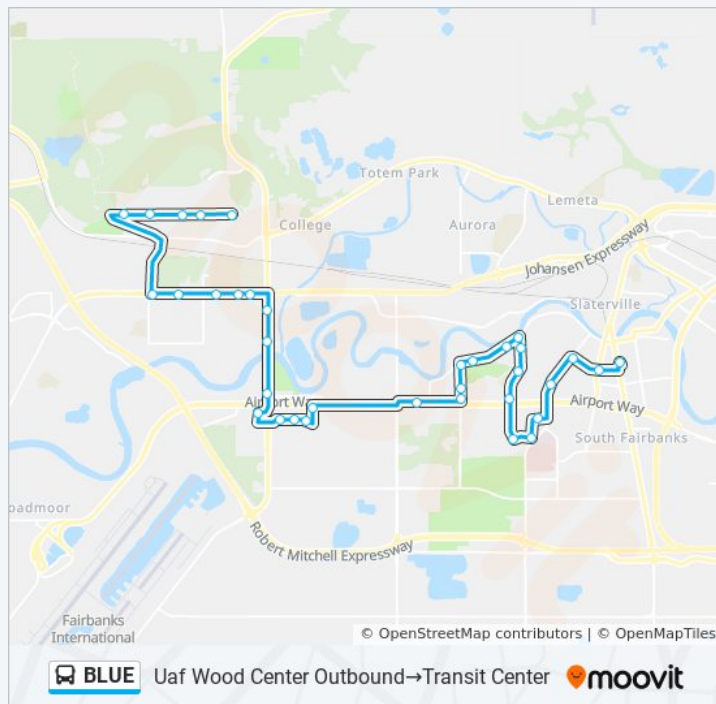 Totem Park
Lemeta
College
Aurora
Johansen Expressway
Slaterville
Airport Way
Airport Way
South Fairbanks
oadmoor
Robert Mitchell Expressway
Fairbanks
International
© OpenStreetMap contributors | © OpenMapTiles
BLUE
Uaf Wood Center Outbound→Transit Center
moovit